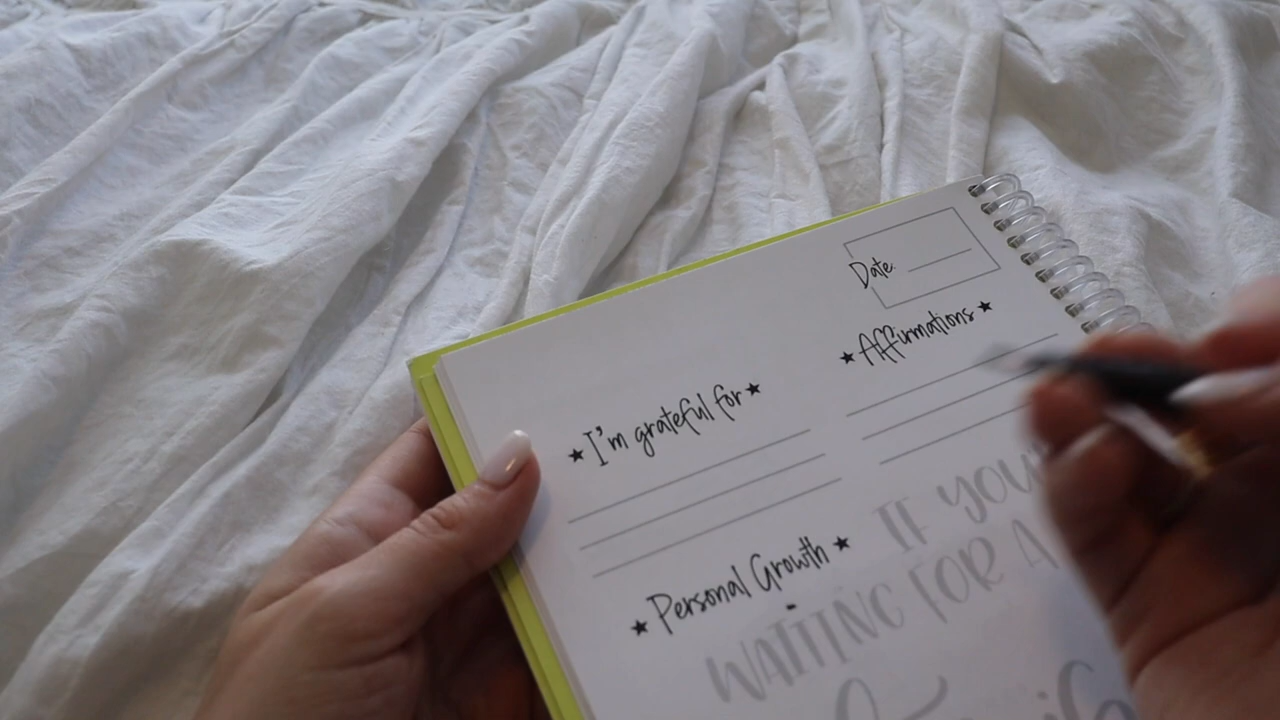 Date
★ Affirmations ★
★ I'm grateful for ★
★ Personal Growth ★
IF YOU
WAITING FOR A